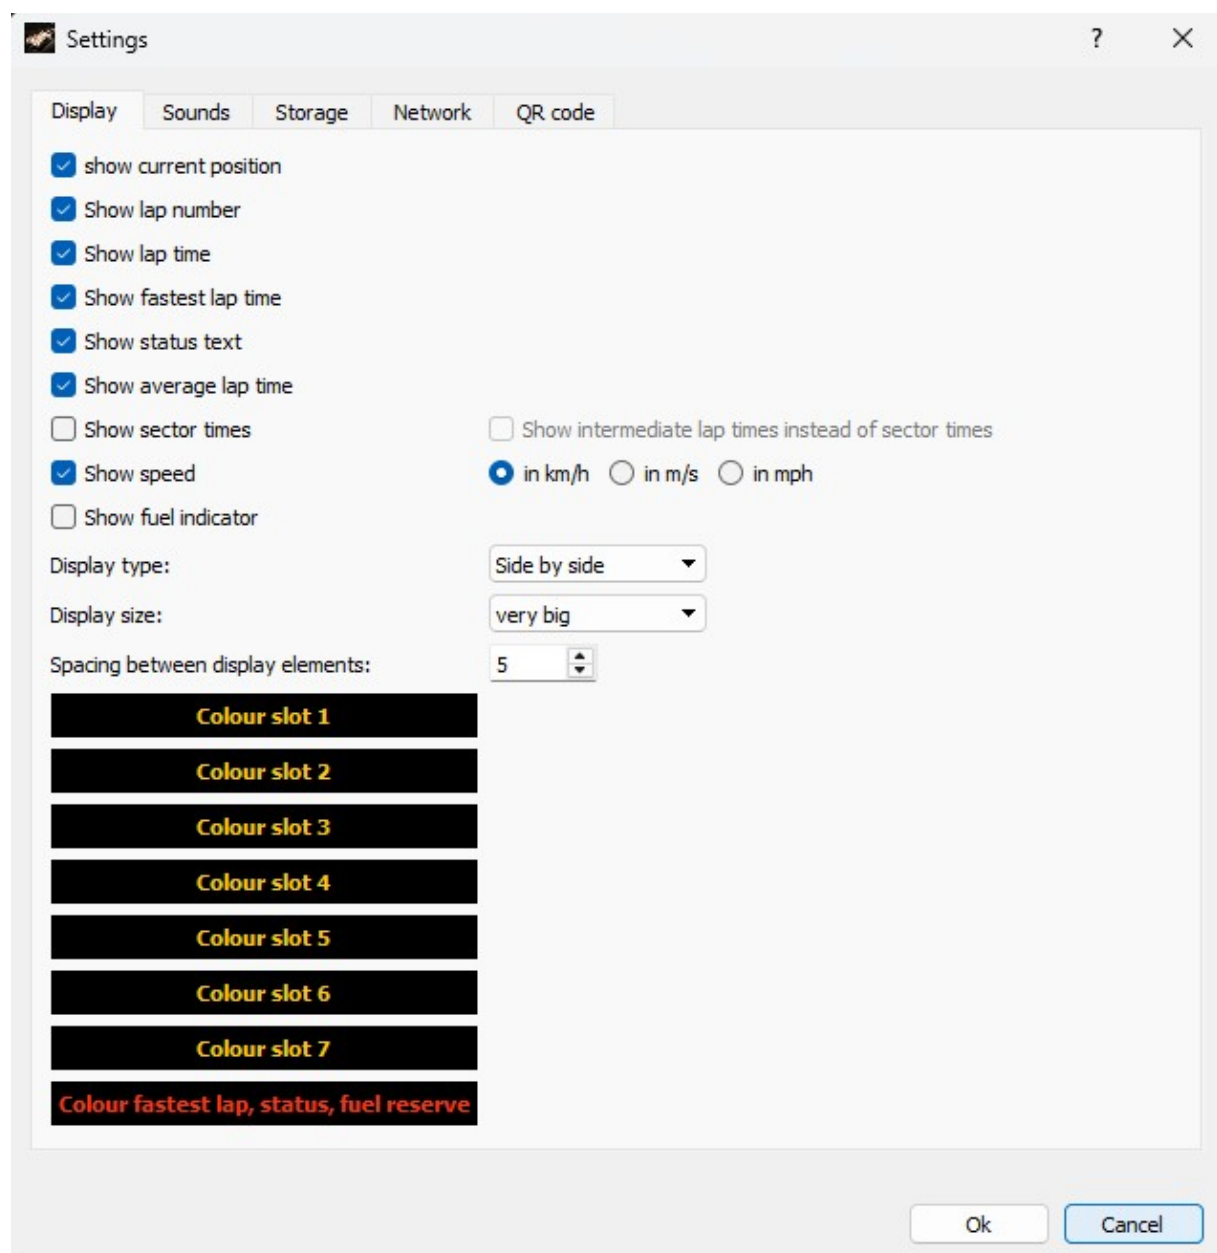 Settings ?
Display Sounds Storage Network QR code
show current position
Show lap number
Show lap time
Show fastest lap time
Show status text
Show average lap time
Show sector times Show intermediate lap times instead of sector times
Show speed in km/h in m/s in mph
Show fuel indicator
Display type: Side by side
Display size: very big
Spacing between display elements: 5
Colour slot 1
Colour slot 2
Colour slot 3
Colour slot 4
Colour slot 5
Colour slot 6
Colour slot 7
Colour fastest lap, status, fuel reserve
Ok Cancel